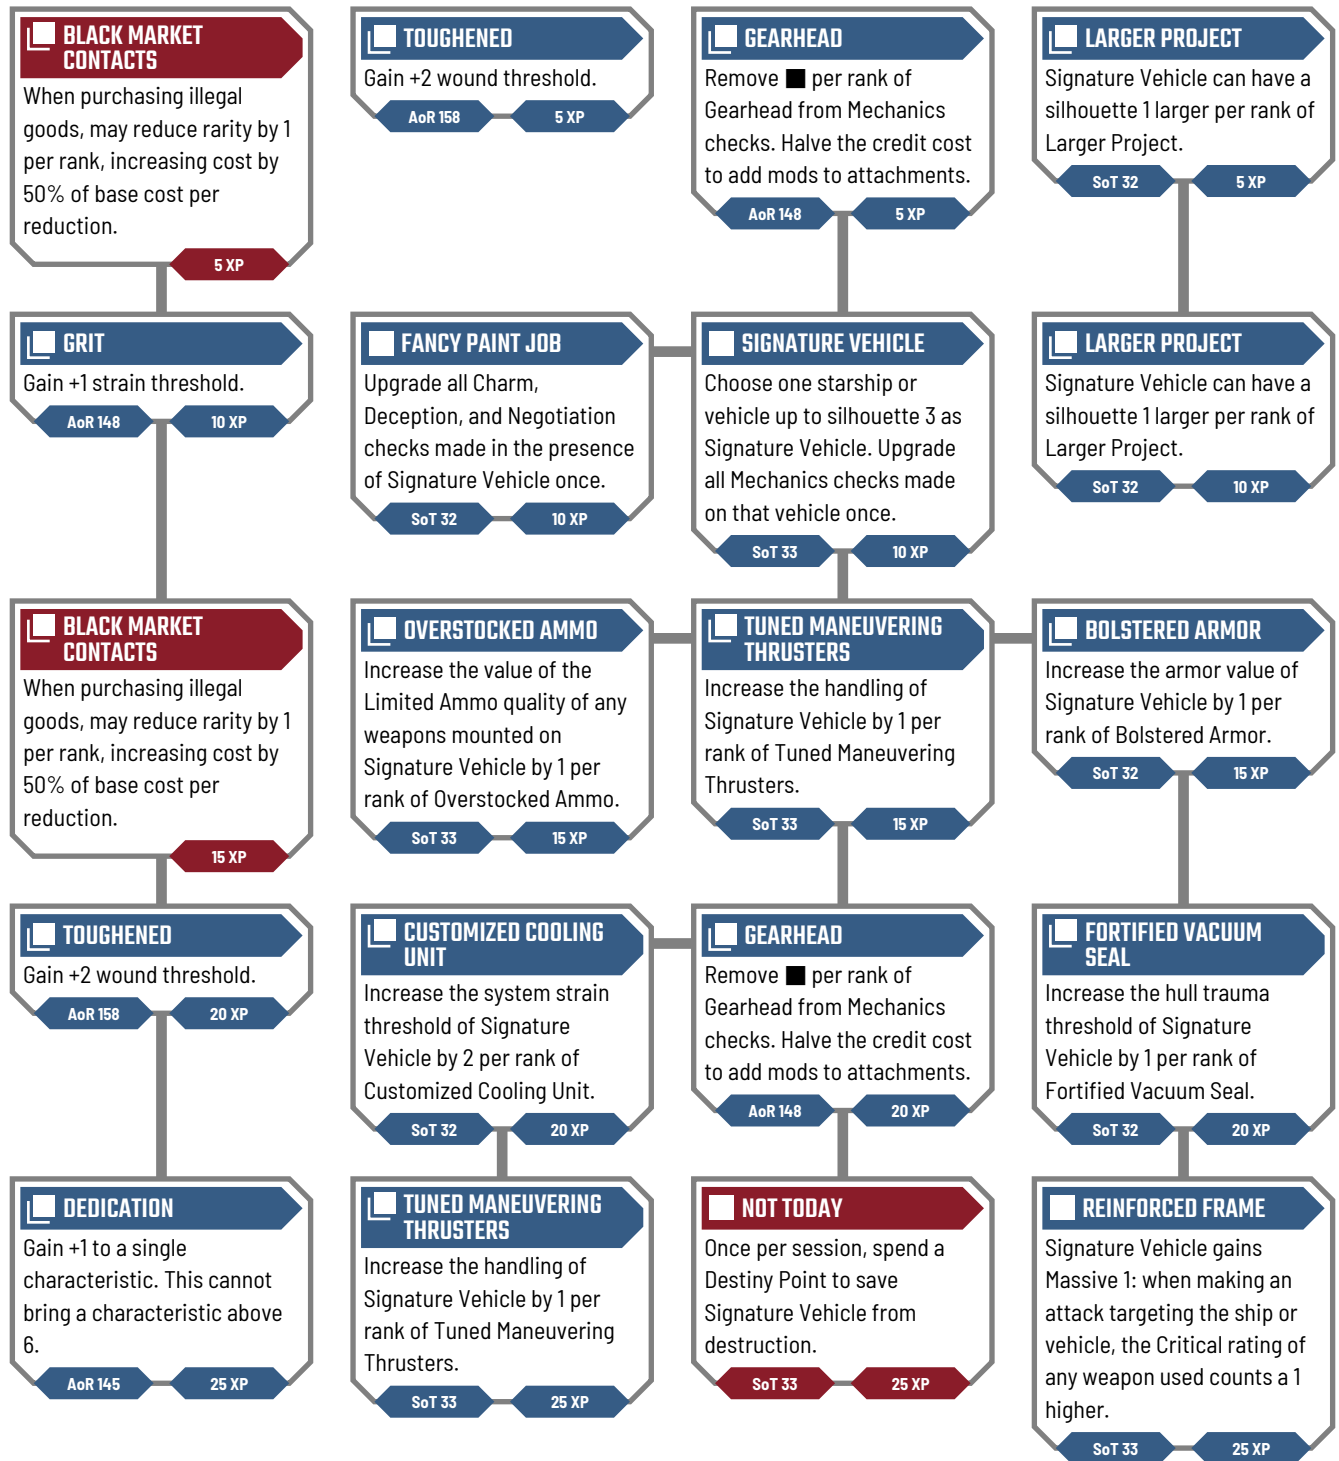 BLACK MARKET
CONTACTS
When purchasing illegal
goods, may reduce rarity by 1
per rank, increasing cost by
50% of base cost per
reduction.
5 XP
TOUGHENED
Gain +2 wound threshold.
AoR 158
5 XP
GEARHEAD
Remove ■ per rank of
Gearhead from Mechanics
checks. Halve the credit cost
to add mods to attachments.
AoR 148
5 XP
LARGER PROJECT
Signature Vehicle can have a
silhouette 1 larger per rank of
Larger Project.
SoT 32
5 XP
GRIT
Gain +1 strain threshold.
AoR 148
10 XP
FANCY PAINT JOB
Upgrade all Charm,
Deception, and Negotiation
checks made in the presence
of Signature Vehicle once.
SoT 32
10 XP
SIGNATURE VEHICLE
Choose one starship or
vehicle up to silhouette 3 as
Signature Vehicle. Upgrade
all Mechanics checks made
on that vehicle once.
SoT 33
10 XP
LARGER PROJECT
Signature Vehicle can have a
silhouette 1 larger per rank of
Larger Project.
SoT 32
10 XP
BLACK MARKET
CONTACTS
When purchasing illegal
goods, may reduce rarity by 1
per rank, increasing cost by
50% of base cost per
reduction.
15 XP
OVERSTOCKED AMMO
Increase the value of the
Limited Ammo quality of any
weapons mounted on
Signature Vehicle by 1 per
rank of Overstocked Ammo.
SoT 33
15 XP
TUNED MANEUVERING
THRUSTERS
Increase the handling of
Signature Vehicle by 1 per
rank of Tuned Maneuvering
Thrusters.
SoT 33
15 XP
BOLSTERED ARMOR
Increase the armor value of
Signature Vehicle by 1 per
rank of Bolstered Armor.
SoT 32
15 XP
TOUGHENED
Gain +2 wound threshold.
AoR 158
20 XP
CUSTOMIZED COOLING
UNIT
Increase the system strain
threshold of Signature
Vehicle by 2 per rank of
Customized Cooling Unit.
SoT 32
20 XP
GEARHEAD
Remove ■ per rank of
Gearhead from Mechanics
checks. Halve the credit cost
to add mods to attachments.
AoR 148
20 XP
FORTIFIED VACUUM
SEAL
Increase the hull trauma
threshold of Signature
Vehicle by 1 per rank of
Fortified Vacuum Seal.
SoT 32
20 XP
DEDICATION
Gain +1 to a single
characteristic. This cannot
bring a characteristic above
6.
AoR 145
25 XP
TUNED MANEUVERING
THRUSTERS
Increase the handling of
Signature Vehicle by 1 per
rank of Tuned Maneuvering
Thrusters.
SoT 33
25 XP
NOT TODAY
Once per session, spend a
Destiny Point to save
Signature Vehicle from
destruction.
SoT 33
25 XP
REINFORCED FRAME
Signature Vehicle gains
Massive 1: when making an
attack targeting the ship or
vehicle, the Critical rating of
any weapon used counts a 1
higher.
SoT 33
25 XP